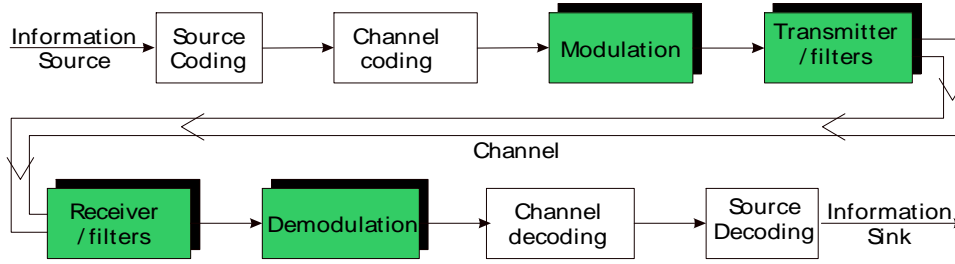 Information
Source
Source
Coding
Channel
coding
Modulation
Transmitter
/filters
Channel
Receiver
/filters
Demodulation
Channel
decoding
Source
Decoding
Information
Sink